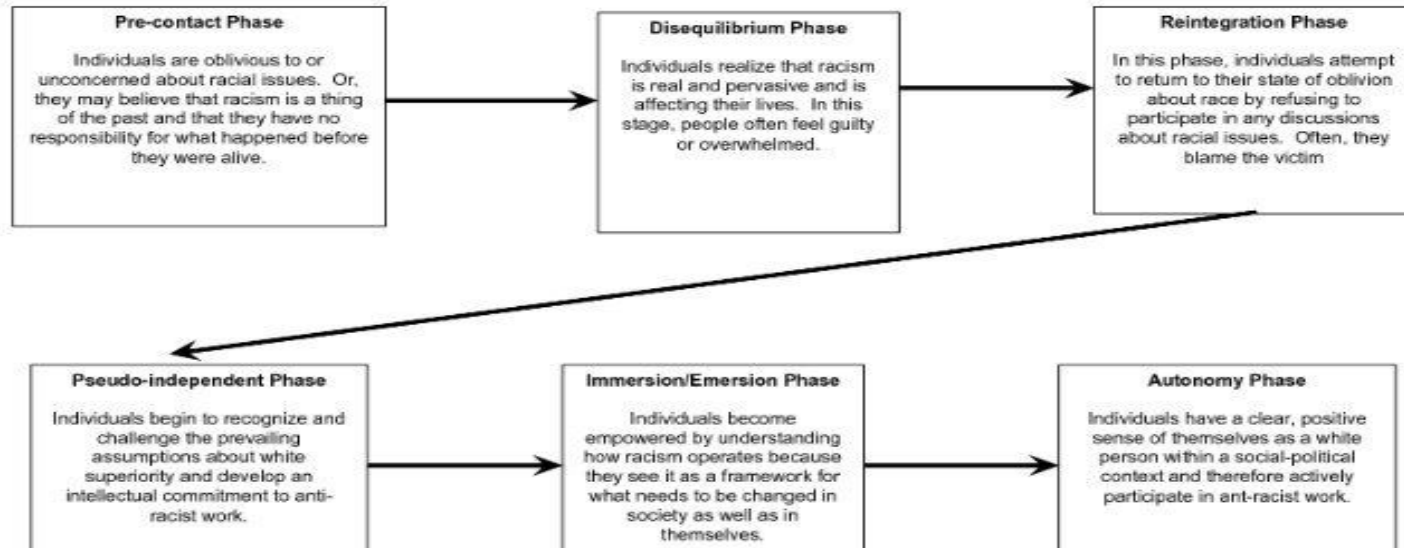 Pre-contact Phase
Individuals are oblivious to or
unconcerned about racial issues. Or,
they may believe that racism is a thing
of the past and that they have no
responsibility for what happened before
they were alive.
Disequilibrium Phase
Individuals realize that racism
is real and pervasive and is
affecting their lives. In this
stage, people often feel guilty
or overwhelmed.
Reintegration Phase
In this phase, individuals attempt
to return to their state of oblivion
about race by refusing to
participate in any discussions
about racial issues. Often, they
blame the victim
Pseudo-independent Phase
Individuals begin to recognize and
challenge the prevailing
assumptions about white
superiority and develop an
intellectual commitment to anti-
racist work.
Immersion/Emersion Phase
Individuals become
empowered by understanding
how racism operates because
they see it as a framework for
what needs to be changed in
society as well as in
themselves.
Autonomy Phase
Individuals have a clear, positive
sense of themselves as a white
person within a social-political
context and therefore actively
participate in ant-racist work.